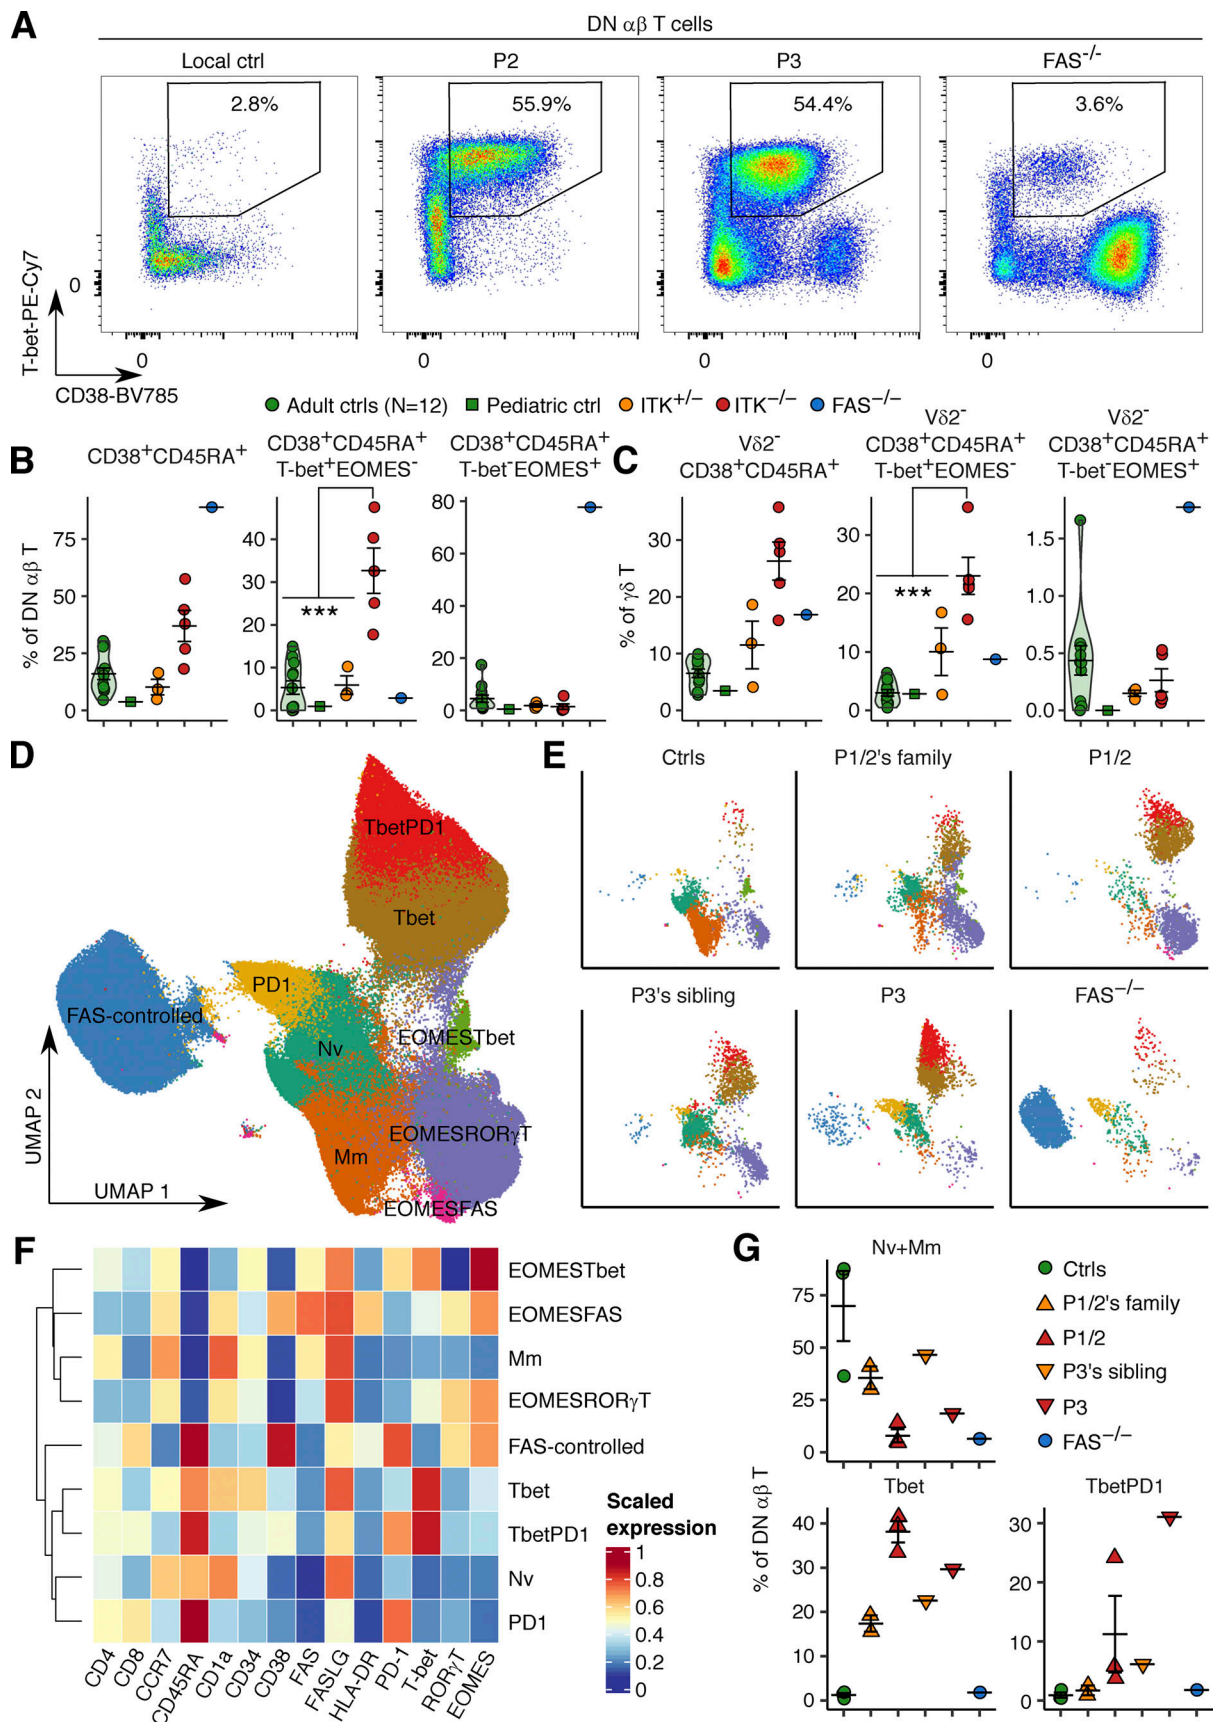 A
DN αβ T cells
Local ctrl
P2
P3
FAS⁻/⁻
2.8%
55.9%
54.4%
3.6%
T-bet-PE-Cy7
0
0
0
0
0
CD38-BV785
Adult ctrls (N=12)
Pediatric ctrl
ITK⁺/⁻
ITK⁻/⁻
FAS⁻/⁻
B
CD38⁺CD45RA⁺
CD38⁺CD45RA⁺
T-bet⁺EOMES⁻
CD38⁺CD45RA⁺
T-bet⁻EOMES⁺
% of DN αβ T
75
50
25
0
40
30
20
10
0
***
80
60
40
20
0
C
Vδ2⁻
CD38⁺CD45RA⁺
Vδ2⁻
CD38⁺CD45RA⁺
T-bet⁺EOMES⁻
Vδ2⁻
CD38⁺CD45RA⁺
T-bet⁻EOMES⁺
% of γδ T
30
20
10
0
30
20
10
0
***
1.5
1.0
0.5
0.0
D
TbetPD1
Tbet
PD1
FAS-controlled
EOMESTbet
Nv
EOMESRORγT
Mm
EOMESFAS
UMAP 2
UMAP 1
E
Ctrls
P1/2's family
P1/2
P3's sibling
P3
FAS⁻/⁻
F
EOMESTbet
EOMESFAS
Mm
EOMESRORγT
FAS-controlled
Tbet
TbetPD1
Nv
PD1
CD4
CD8
CCR7
CD45RA
CD1a
CD34
CD38
FAS
FASLG
HLA-DR
PD-1
T-bet
RORγT
EOMES
Scaled
expression
1
0.8
0.6
0.4
0.2
0
G
Nv+Mm
75
50
25
0
Ctrls
P1/2's family
P1/2
P3's sibling
P3
FAS⁻/⁻
% of DN αβ T
Tbet
40
30
20
10
0
TbetPD1
30
20
10
0